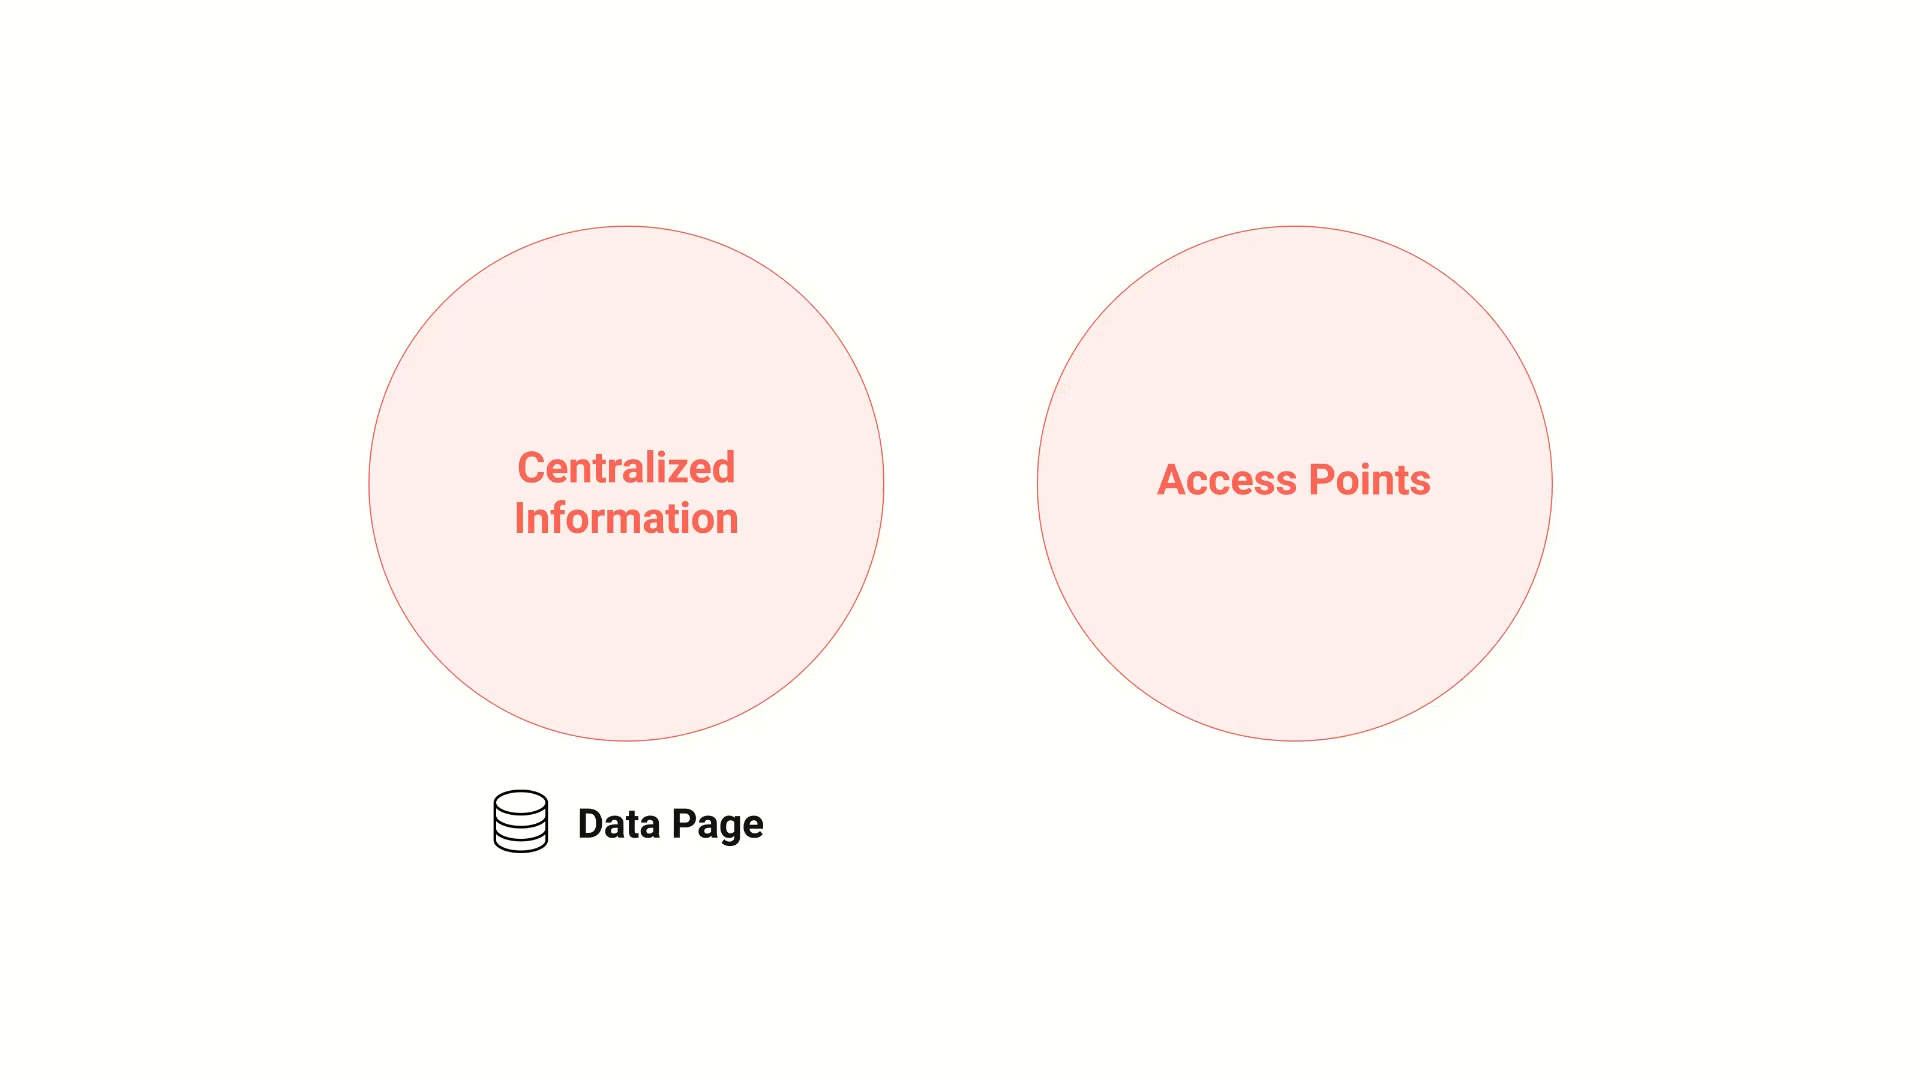 Centralized
Information
Access Points
Data Page